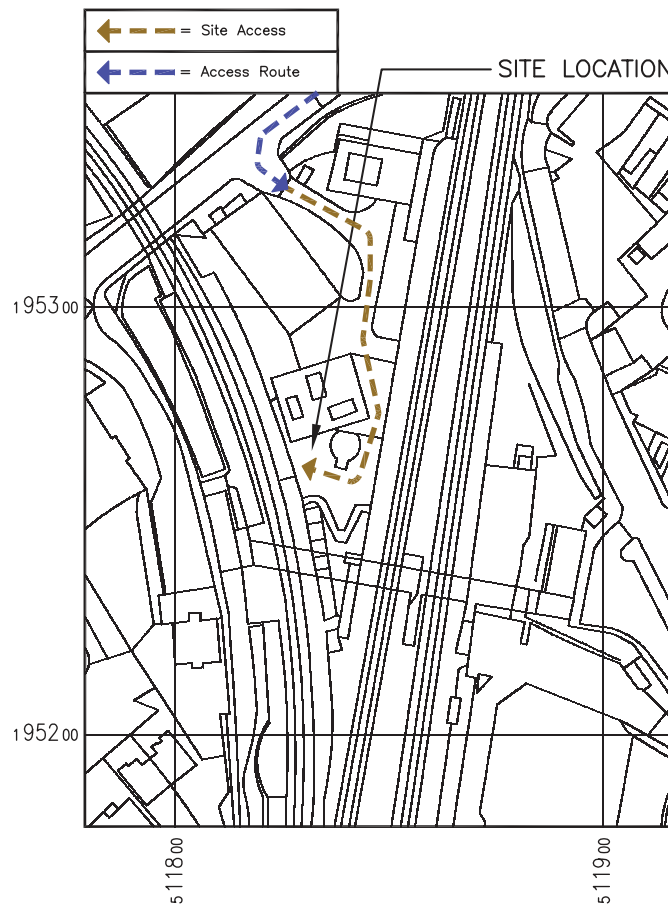 = Site Access
= Access Route
SITE LOCATION
195300
195200
511800
511900